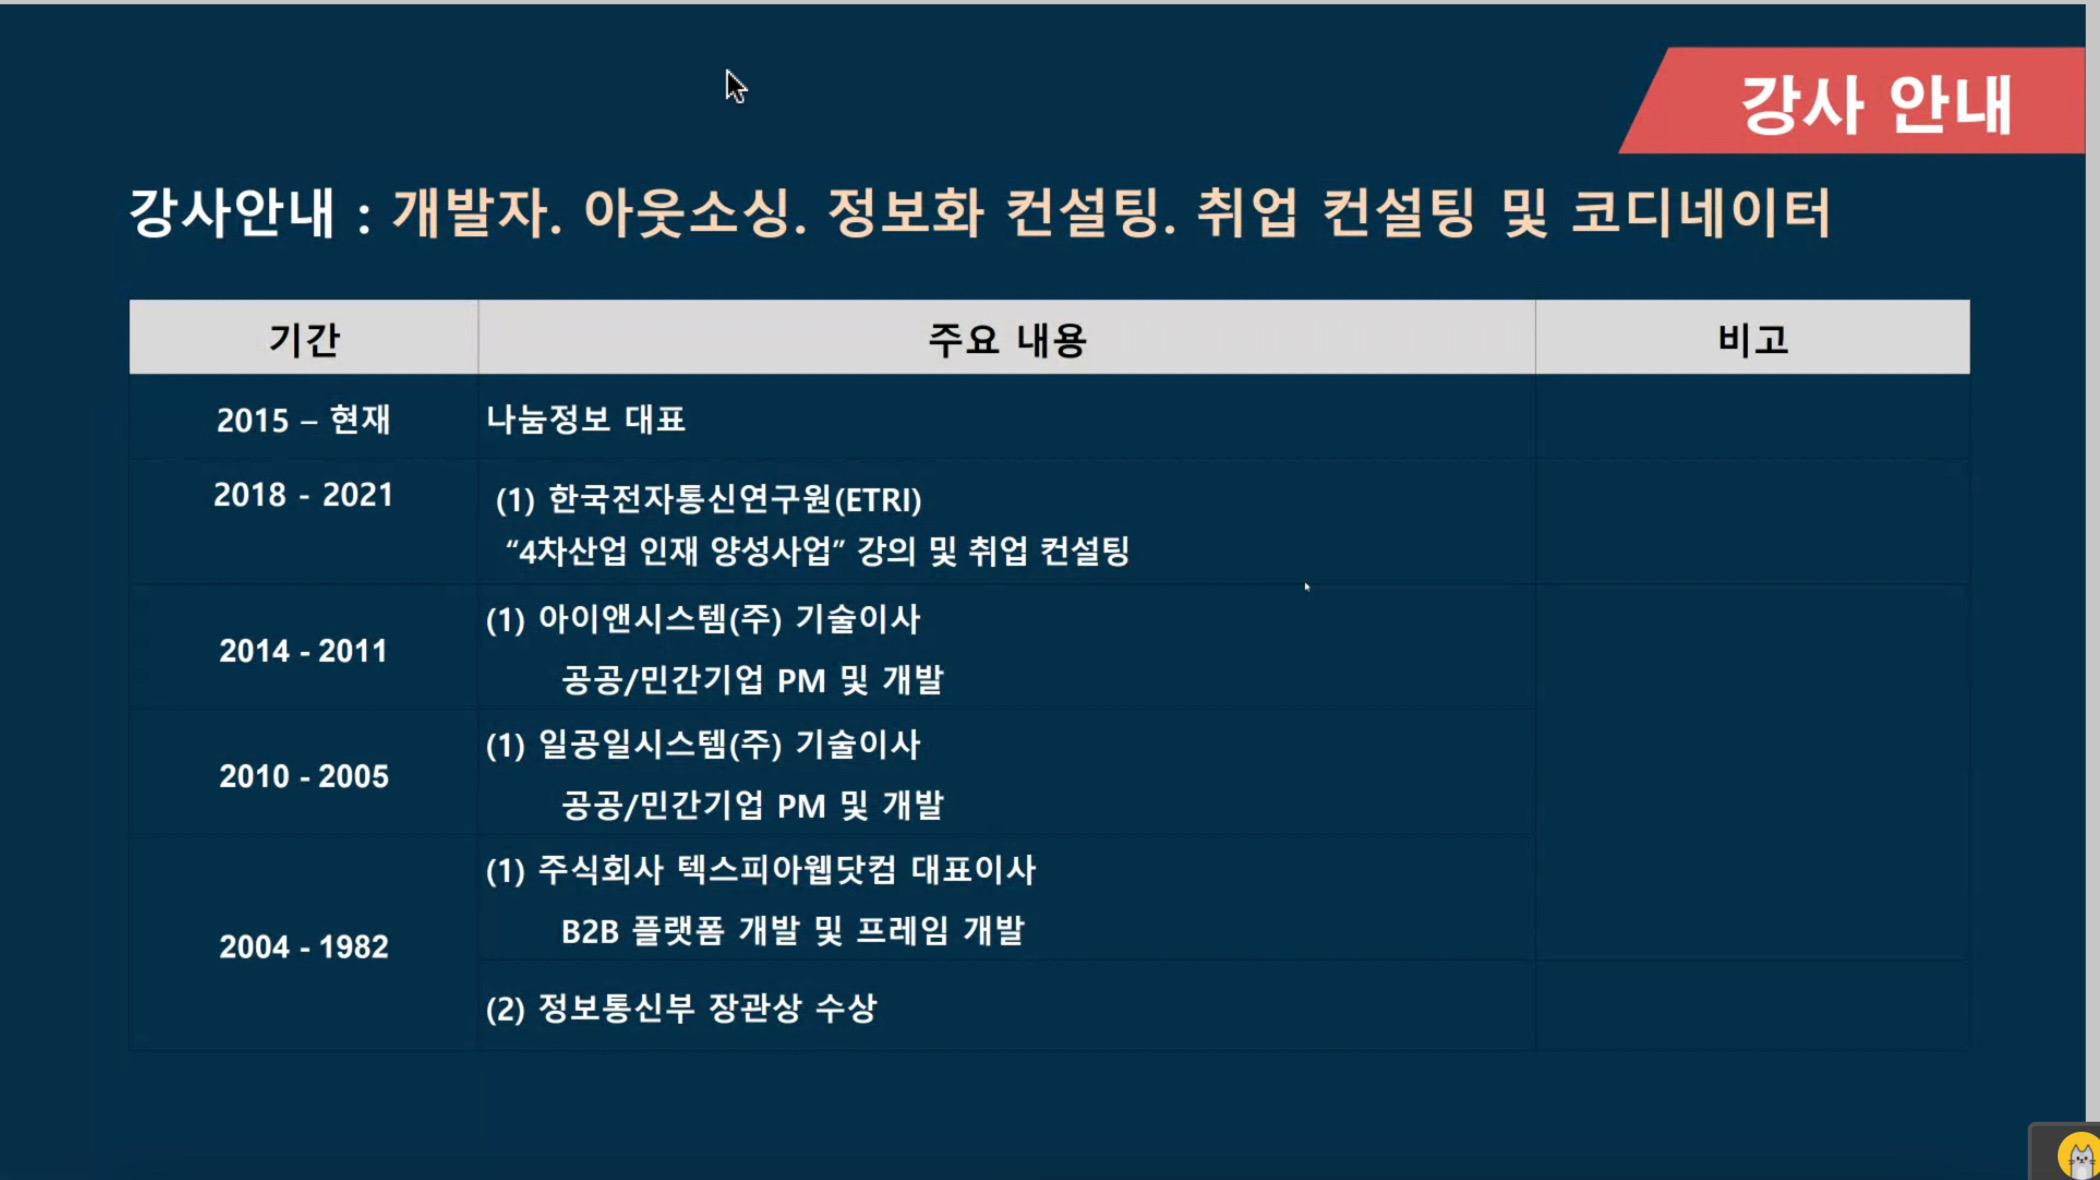 강사 안내
강사안내 : 개발자. 아웃소싱. 정보화 컨설팅. 취업 컨설팅 및 코디네이터
기간 주요 내용 비고
2015 – 현재 나눔정보 대표
2018 - 2021 (1) 한국전자통신연구원(ETRI)
“4차산업 인재 양성사업” 강의 및 취업 컨설팅
2014 - 2011 (1) 아이앤시스템(주) 기술이사
공공/민간기업 PM 및 개발
2010 - 2005 (1) 일공일시스템(주) 기술이사
공공/민간기업 PM 및 개발
2004 - 1982 (1) 주식회사 텍스피아웹닷컴 대표이사
B2B 플랫폼 개발 및 프레임 개발
(2) 정보통신부 장관상 수상